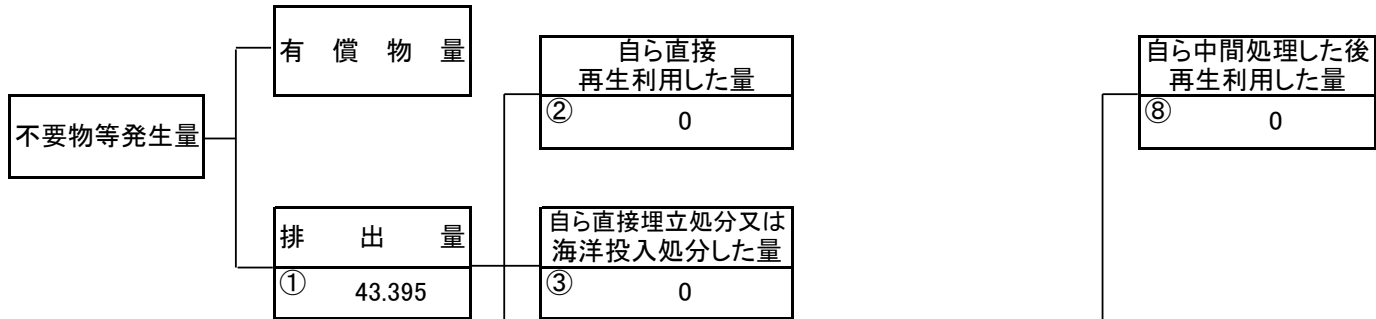 有　償　物　量
自ら直接
再生利用した量
② 0
自ら中間処理した後
再生利用した量
⑧ 0
不要物等発生量
排　出　量
① 43.395
自ら直接埋立処分又は
海洋投入処分した量
③ 0